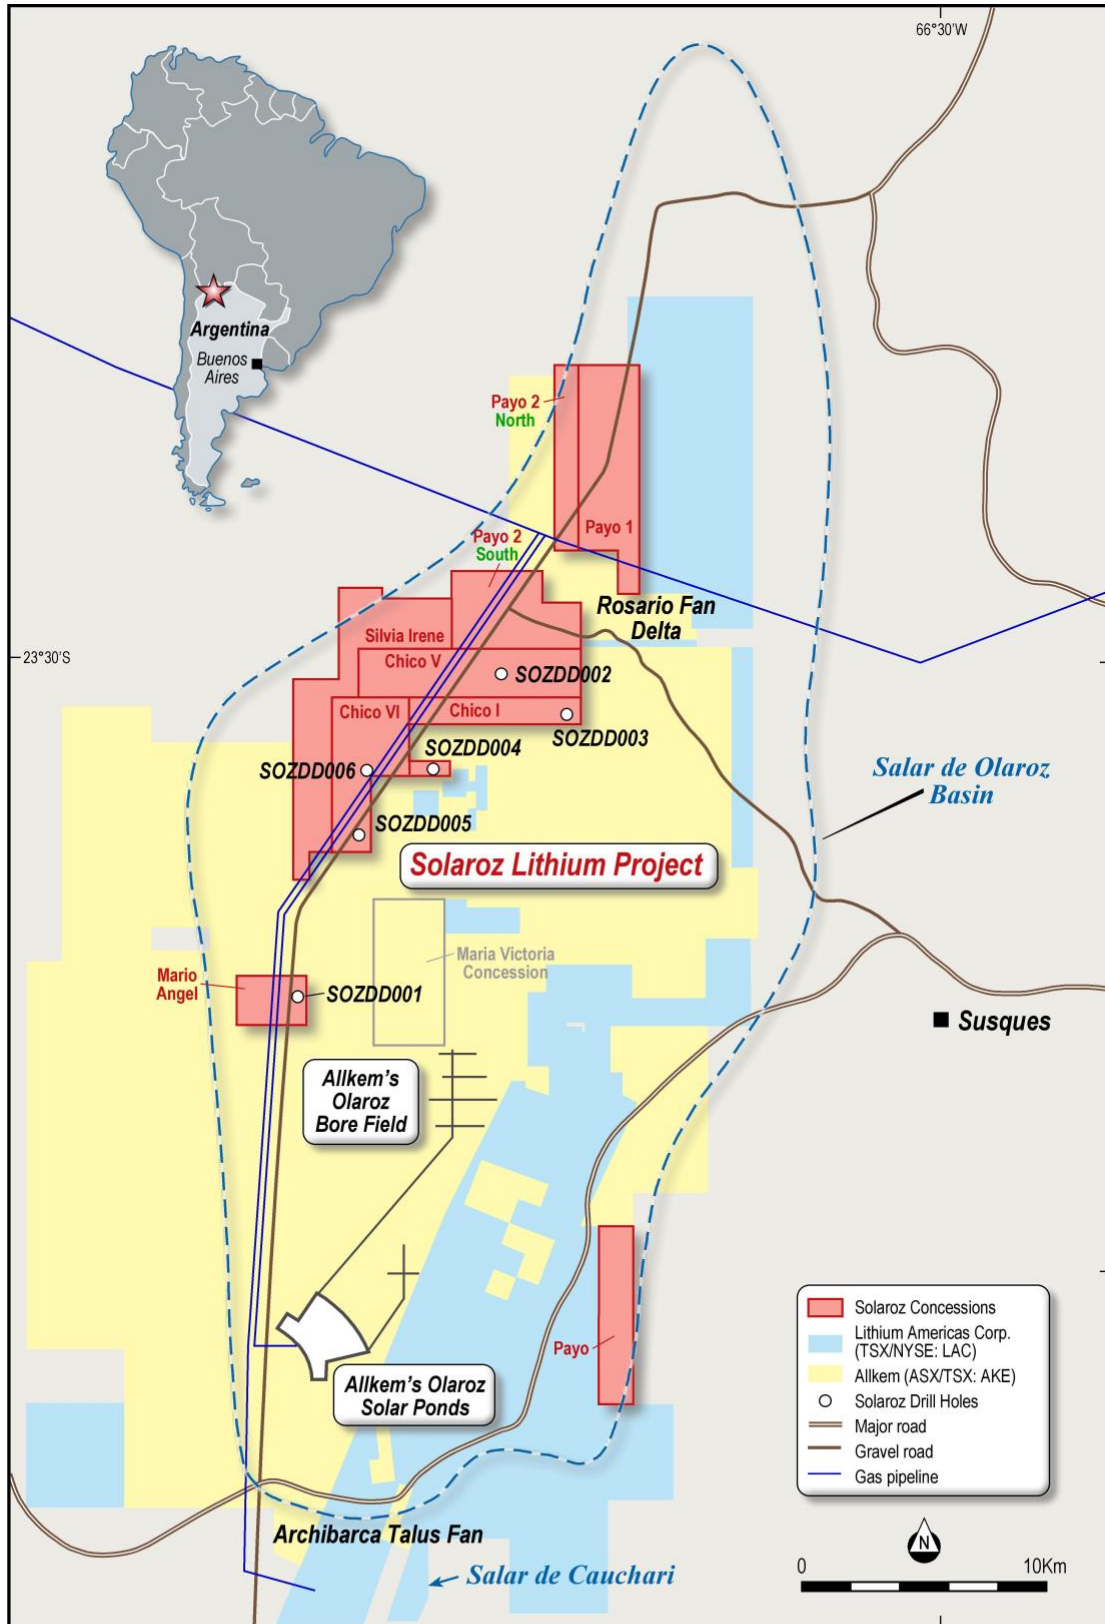 66°30'W
Argentina
Buenos
Aires
Payo 2
North
Payo 1
Payo 2
South
Rosario Fan
Delta
Silvia Irene
23°30'S
Chico V
SOZDD002
Chico VI
Chico I
SOZDD003
SOZDD004
SOZDD006
SOZDD005
Salar de Olaroz
Basin
Solaroz Lithium Project
Maria Victoria
Concession
Mario
Angel
SOZDD001
Susques
Allkem's
Olaroz
Bore Field
Payo
Allkem's Olaroz
Solar Ponds
Solaroz Concessions
Lithium Americas Corp.
(TSX/NYSE: LAC)
Allkem (ASX/TSX: AKE)
Solaroz Drill Holes
Major road
Gravel road
Gas pipeline
Archibarca Talus Fan
N
Salar de Cauchari
0 10Km